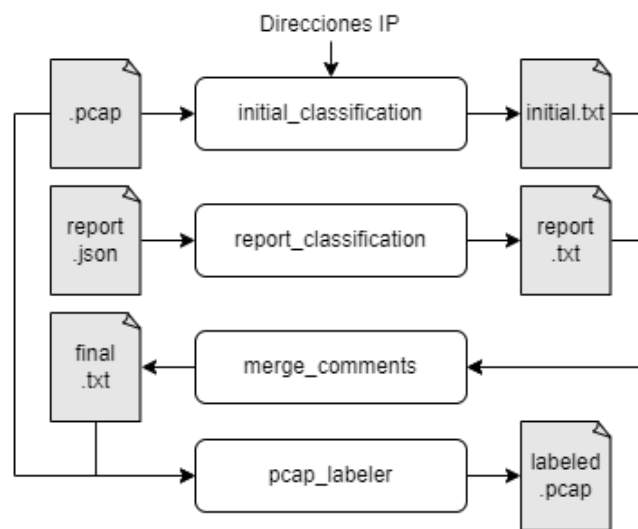 Direcciones IP
.pcap
initial_classification
initial.txt
report
.json
report_classification
report
.txt
final
.txt
merge_comments
pcap_labeler
labeled
.pcap